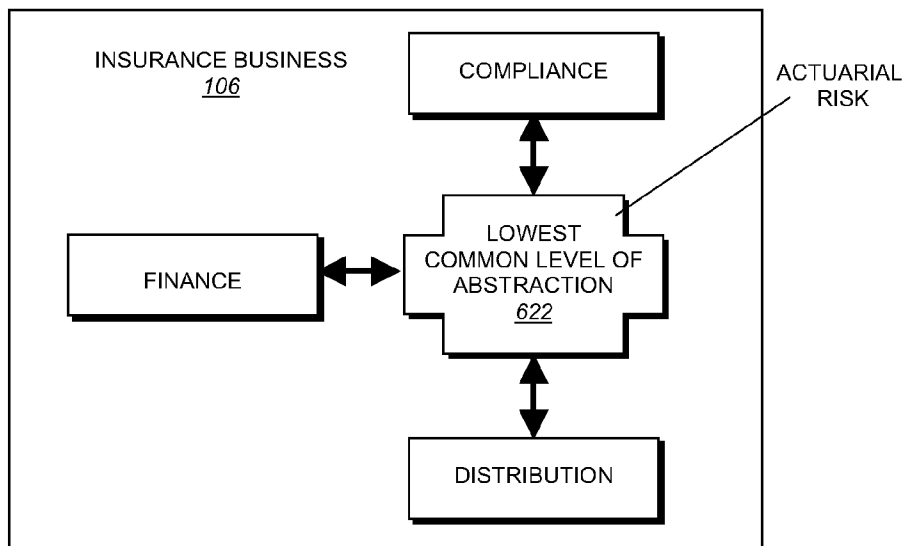 INSURANCE BUSINESS
106
COMPLIANCE
ACTUARIAL
RISK
LOWEST
COMMON LEVEL OF
ABSTRACTION
622
FINANCE
DISTRIBUTION